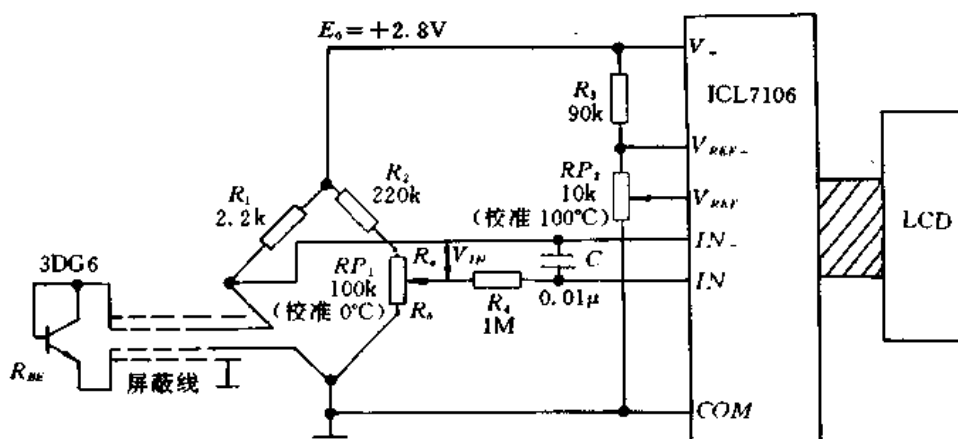 E₀=+2.8V
V₋
ICL7106
R₃
90k
V_REF-
R₁
2.2k
R₂
220k
RP₂
10k
(校准 100℃)
V_REF
LCD
3DG6
RP₁
100k
(校准 0℃)
Rₐ
V_IN
C
IN₋
R_b
R₄
1M
0.01μ
IN
R_BE
屏蔽线
COM